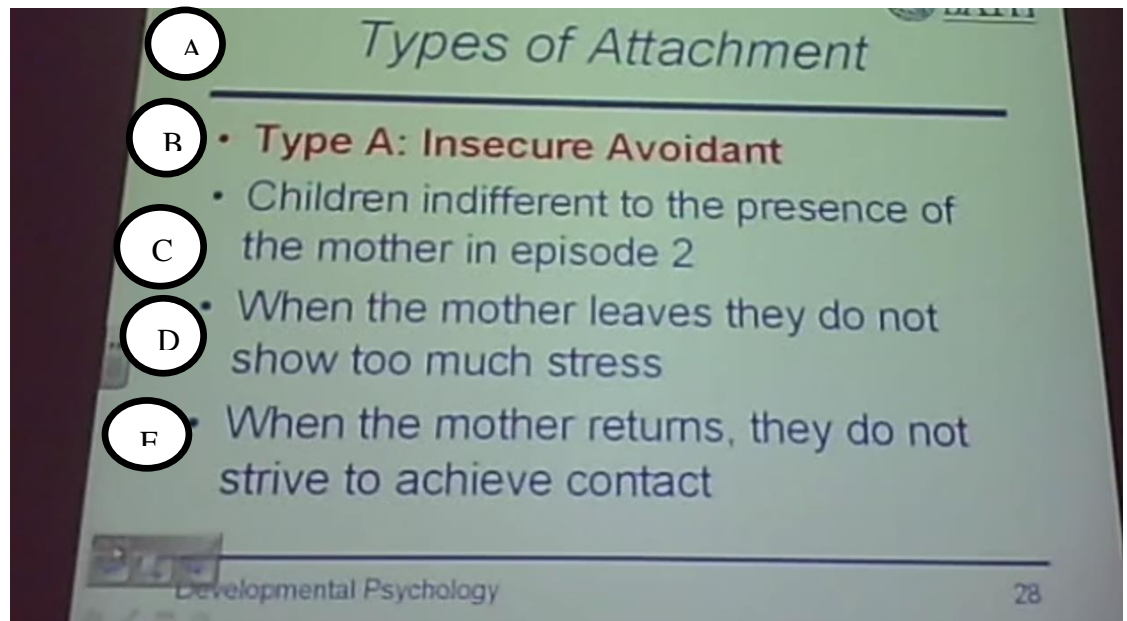 A
Types of Attachment
B
• Type A: Insecure Avoidant
• Children indifferent to the presence of
C
the mother in episode 2
• When the mother leaves they do not
D
show too much stress
• When the mother returns, they do not
E
strive to achieve contact
Developmental Psychology 28